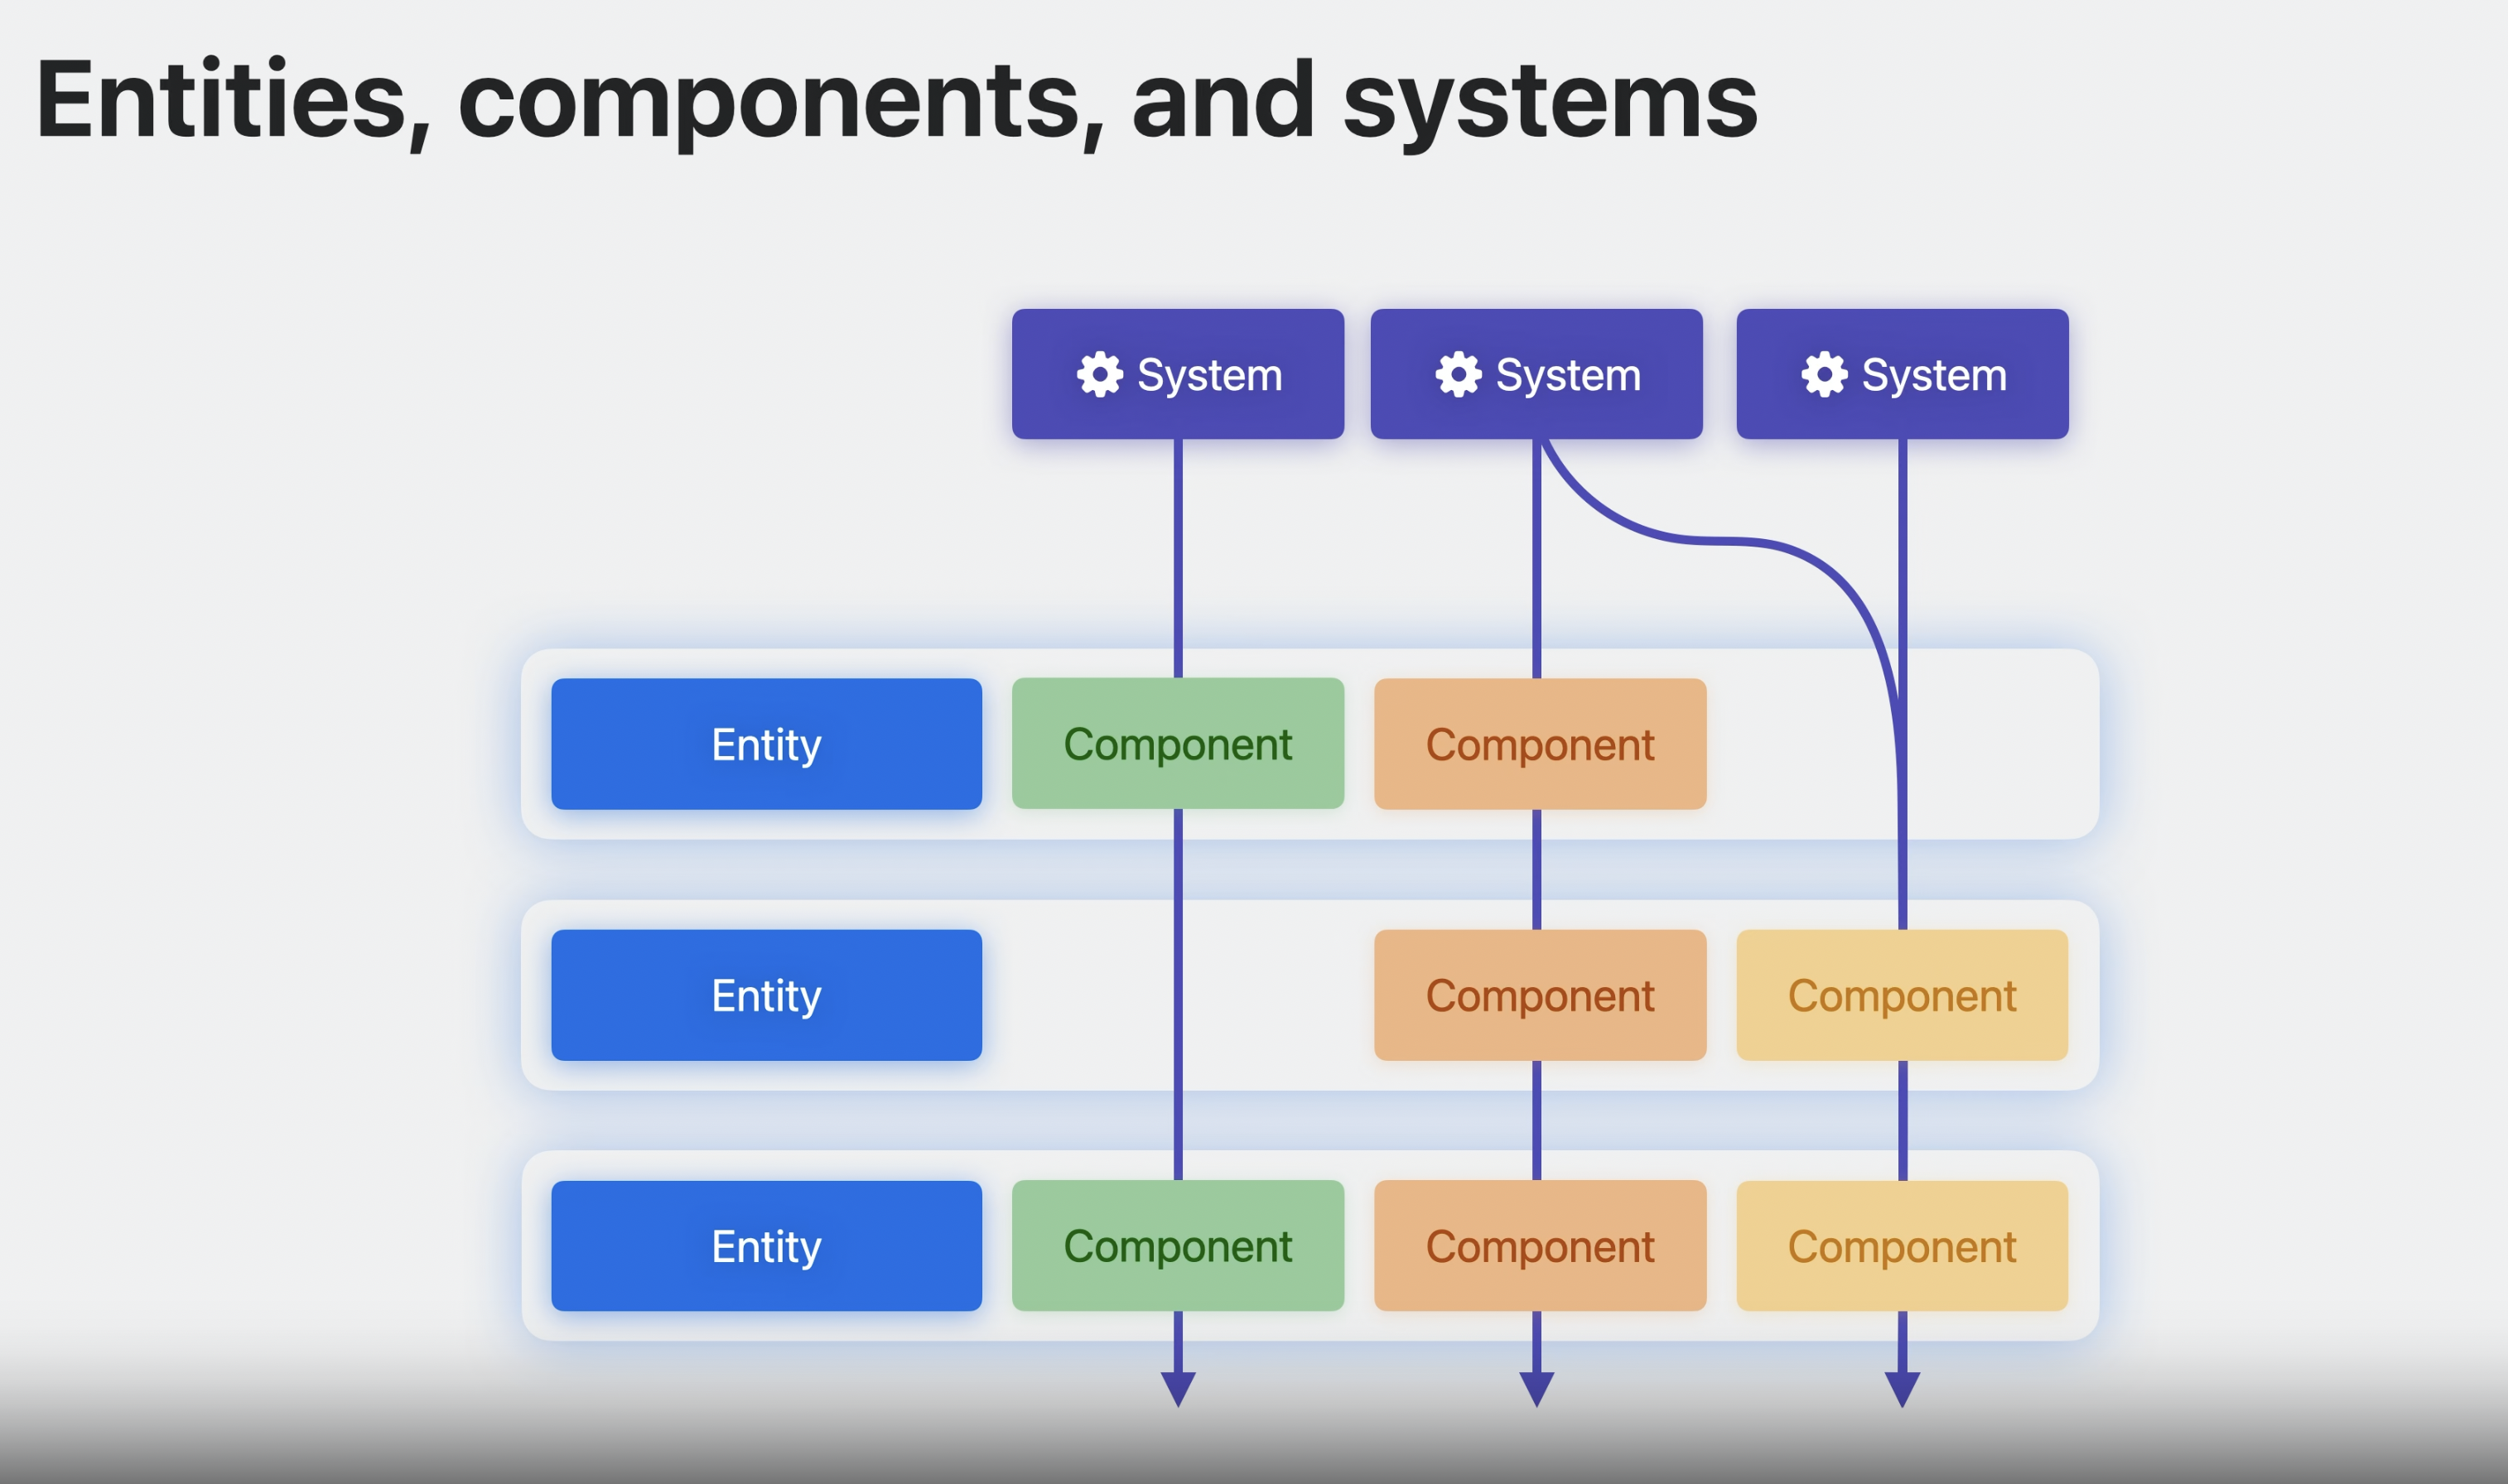 Entities, components, and systems
System
System
System
Entity
Component
Component
Entity
Component
Component
Entity
Component
Component
Component